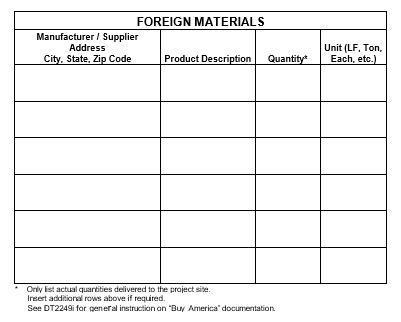 FOREIGN MATERIALS
Manufacturer / Supplier
Address
City, State, Zip Code
Product Description
Quantity*
Unit (LF, Ton,
Each, etc.)
* Only list actual quantities delivered to the project site.
Insert additional rows above if required.
See DT2249i for general instruction on "Buy America" documentation.